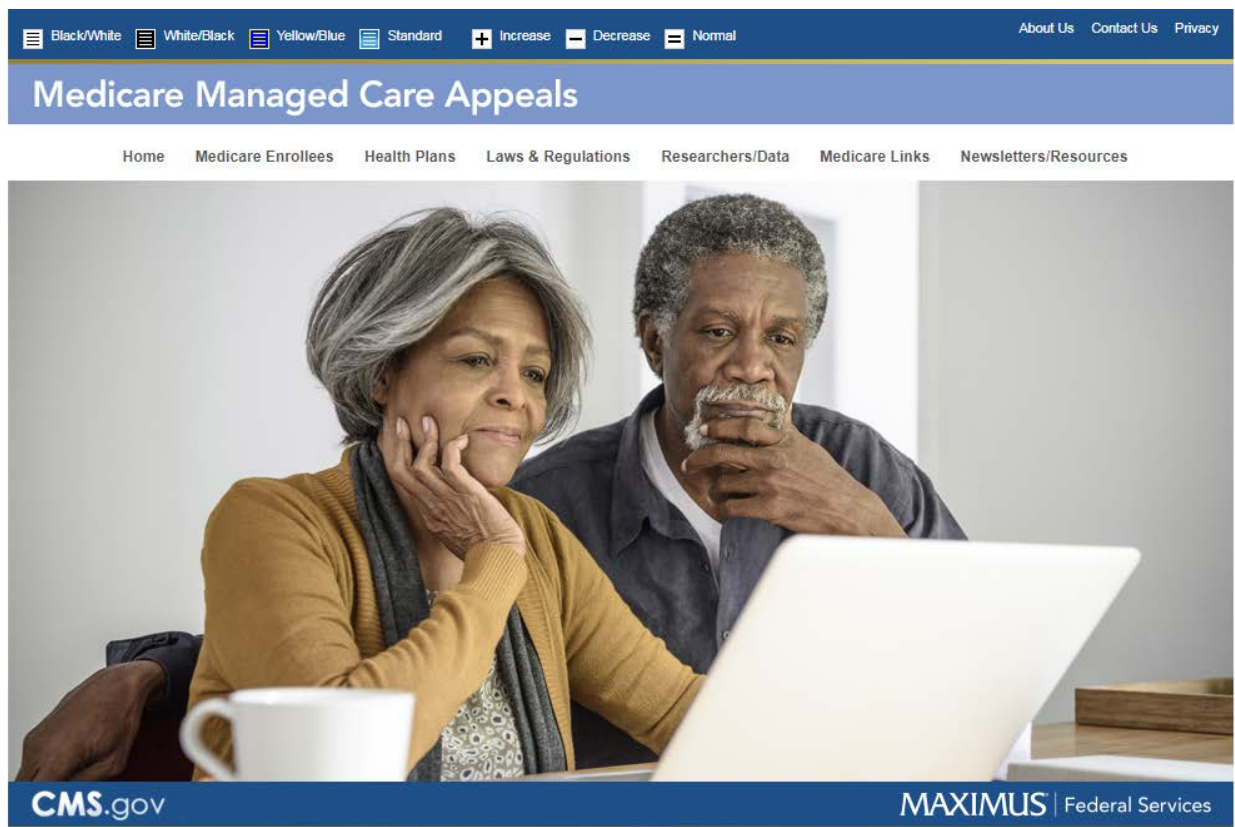 Black/White White/Black Yellow/Blue Standard Increase Decrease Normal About Us Contact Us Privacy
Medicare Managed Care Appeals
Home Medicare Enrollees Health Plans Laws & Regulations Researchers/Data Medicare Links Newsletters/Resources
CMS.gov MAXIMUS | Federal Services